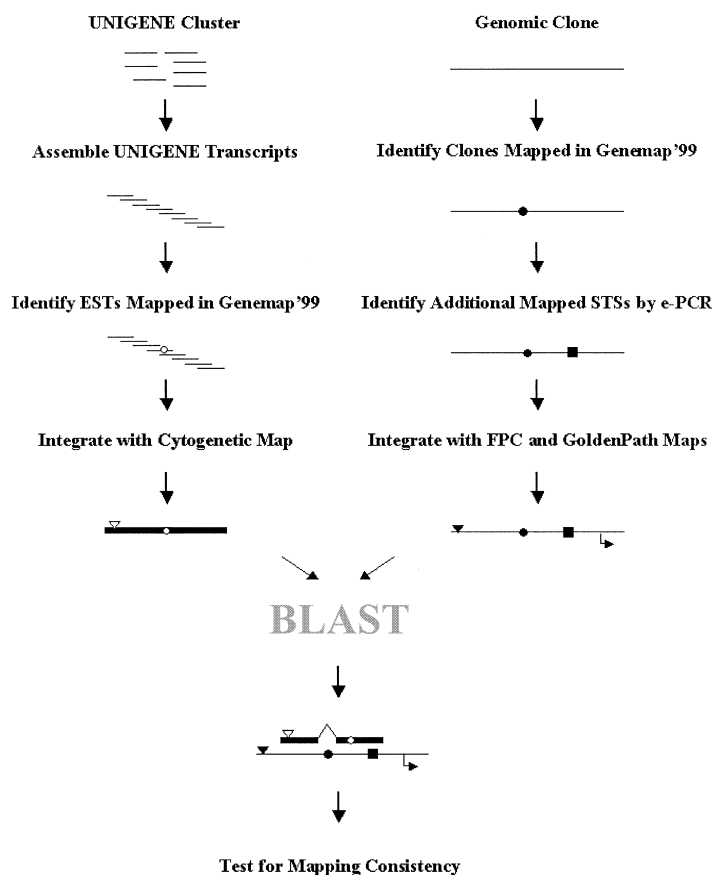 UNIGENE Cluster
Genomic Clone
Assemble UNIGENE Transcripts
Identify Clones Mapped in Genemap'99
Identify ESTs Mapped in Genemap'99
Identify Additional Mapped STSs by e-PCR
Integrate with Cytogenetic Map
Integrate with FPC and GoldenPath Maps
BLAST
Test for Mapping Consistency